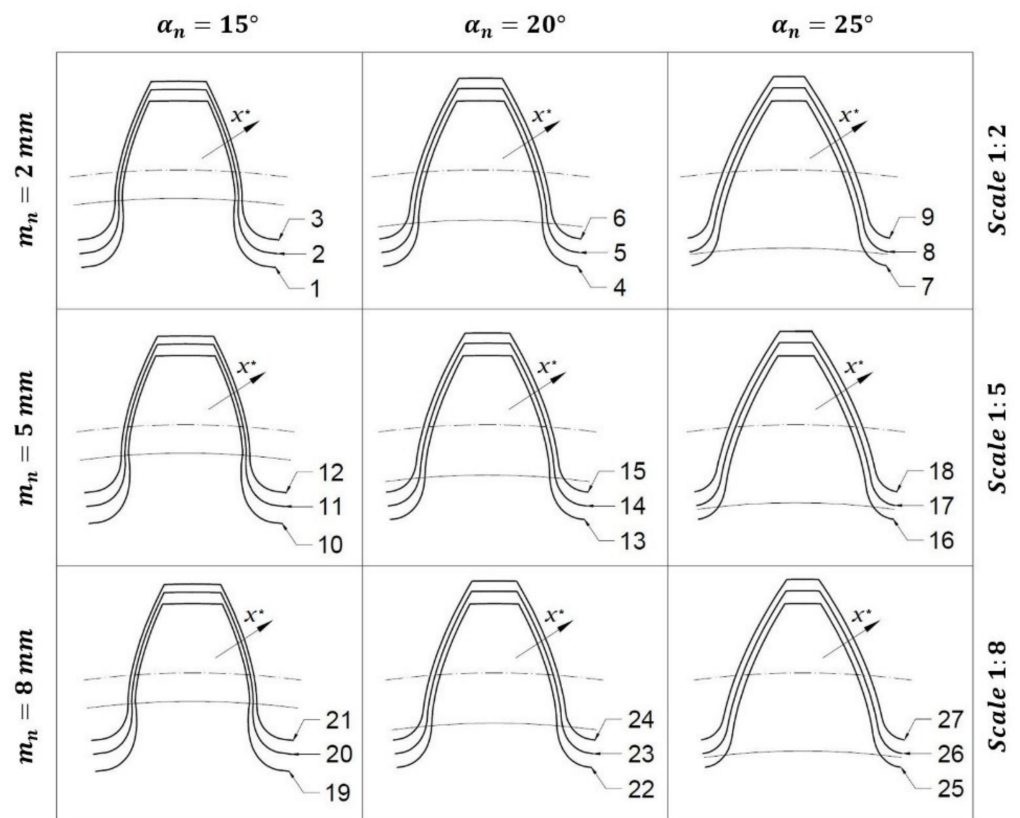 αₙ = 15° αₙ = 20° αₙ = 25°
mₙ = 2 mm
x* x* x*
3 6 9
2 5 8
1 4 7
Scale 1:2
mₙ = 5 mm
x* x* x*
12 15 18
11 14 17
10 13 16
Scale 1:5
mₙ = 8 mm
x* x* x*
21 24 27
20 23 26
19 22 25
Scale 1:8